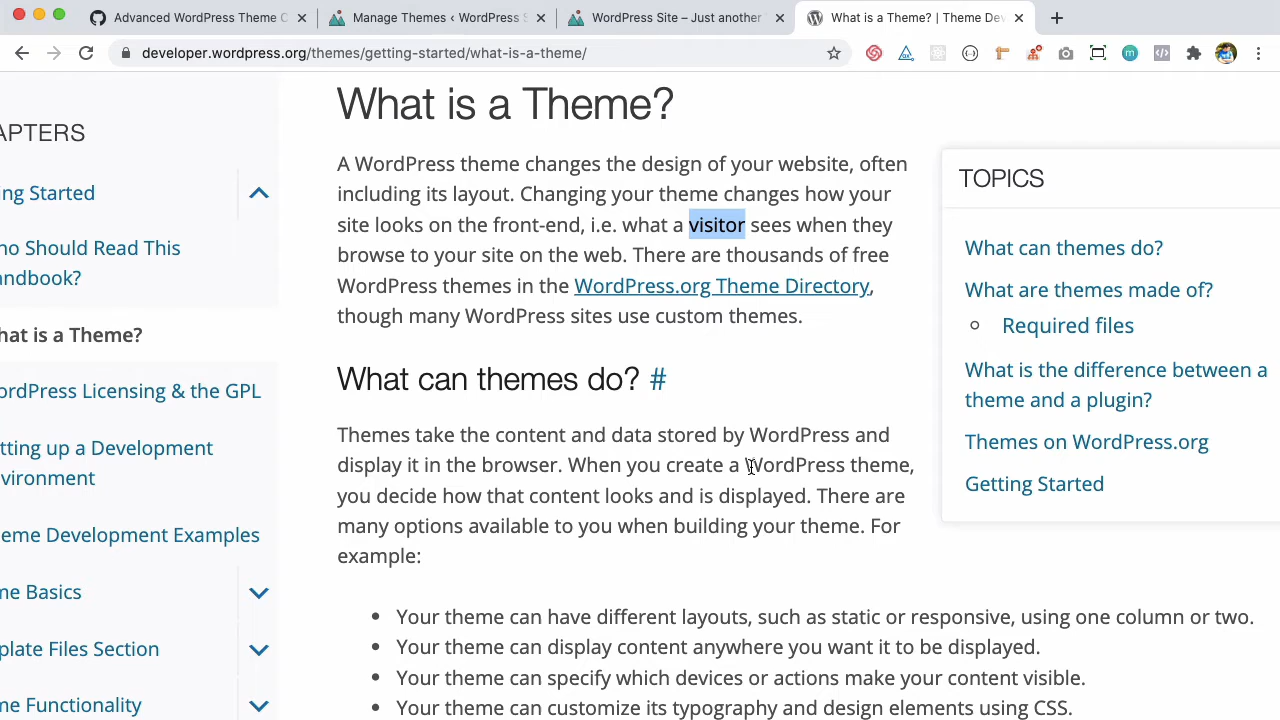 Advanced WordPress Theme C
Manage Themes ‹ WordPress S
WordPress Site – Just another
What is a Theme? | Theme Dev
developer.wordpress.org/themes/getting-started/what-is-a-theme/
APTERS
ng Started
ho Should Read This
andbook?
hat is a Theme?
ordPress Licensing & the GPL
tting up a Development
vironment
eme Development Examples
me Basics
plate Files Section
me Functionality
What is a Theme?
A WordPress theme changes the design of your website, often
including its layout. Changing your theme changes how your
site looks on the front-end, i.e. what a visitor sees when they
browse to your site on the web. There are thousands of free
WordPress themes in the WordPress.org Theme Directory,
though many WordPress sites use custom themes.
What can themes do? #
Themes take the content and data stored by WordPress and
display it in the browser. When you create a WordPress theme,
you decide how that content looks and is displayed. There are
many options available to you when building your theme. For
example:
• Your theme can have different layouts, such as static or responsive, using one column or two.
• Your theme can display content anywhere you want it to be displayed.
• Your theme can specify which devices or actions make your content visible.
• Your theme can customize its typography and design elements using CSS.
TOPICS
What can themes do?
What are themes made of?
Required files
What is the difference between a
theme and a plugin?
Themes on WordPress.org
Getting Started